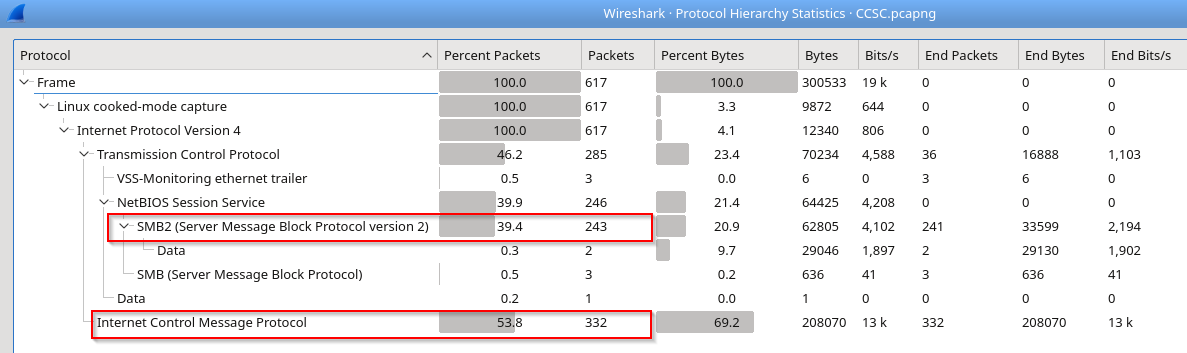 Wireshark · Protocol Hierarchy Statistics · CCSC.pcapng
Protocol Percent Packets Packets Percent Bytes Bytes Bits/s End Packets End Bytes End Bits/s
Frame 100.0 617 100.0 300533 19 k 0 0 0
Linux cooked-mode capture 100.0 617 3.3 9872 644 0 0 0
Internet Protocol Version 4 100.0 617 4.1 12340 806 0 0 0
Transmission Control Protocol 46.2 285 23.4 70234 4,588 36 16888 1,103
VSS-Monitoring ethernet trailer 0.5 3 0.0 6 0 3 6 0
NetBIOS Session Service 39.9 246 21.4 64425 4,208 0 0 0
SMB2 (Server Message Block Protocol version 2) 39.4 243 20.9 62805 4,102 241 33599 2,194
Data 0.3 2 9.7 29046 1,897 2 29130 1,902
SMB (Server Message Block Protocol) 0.5 3 0.2 636 41 3 636 41
Data 0.2 1 0.0 1 0 0 0 0
Internet Control Message Protocol 53.8 332 69.2 208070 13 k 332 208070 13 k